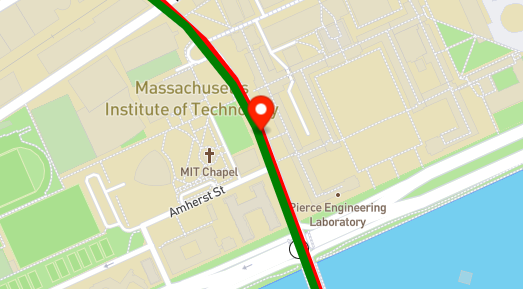 Massachusetts
Institute of Technology
MIT Chapel
Amherst St
Pierce Engineering
Laboratory